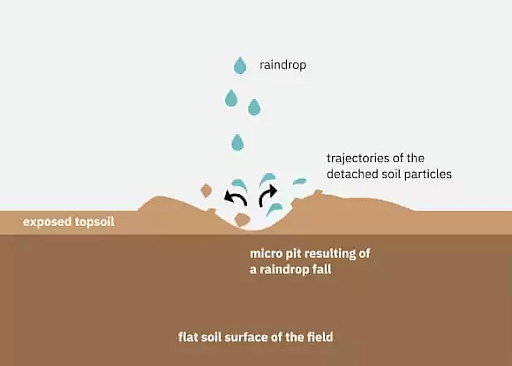 raindrop
trajectories of the
detached soil particles
exposed topsoil
micro pit resulting of
a raindrop fall
flat soil surface of the field